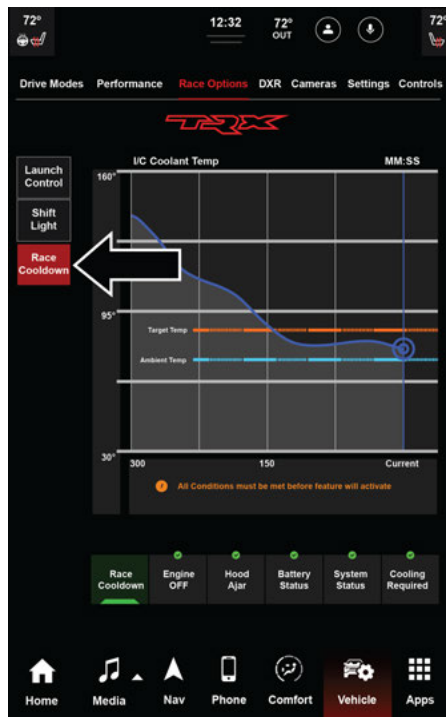 72° 12:32 72° 72°
OUT
Drive Modes Performance Race Options DXR Cameras Settings Controls
TRX
Launch
Control
Shift
Light
Race
Cooldown
I/C Coolant Temp MM:SS
160°
95°
Target Temp
Ambient Temp
30°
300 150 Current
All Conditions must be met before feature will activate
Race
Cooldown
Engine
OFF
Hood
Ajar
Battery
Status
System
Status
Cooling
Required
Home Media Nav Phone Comfort Vehicle Apps